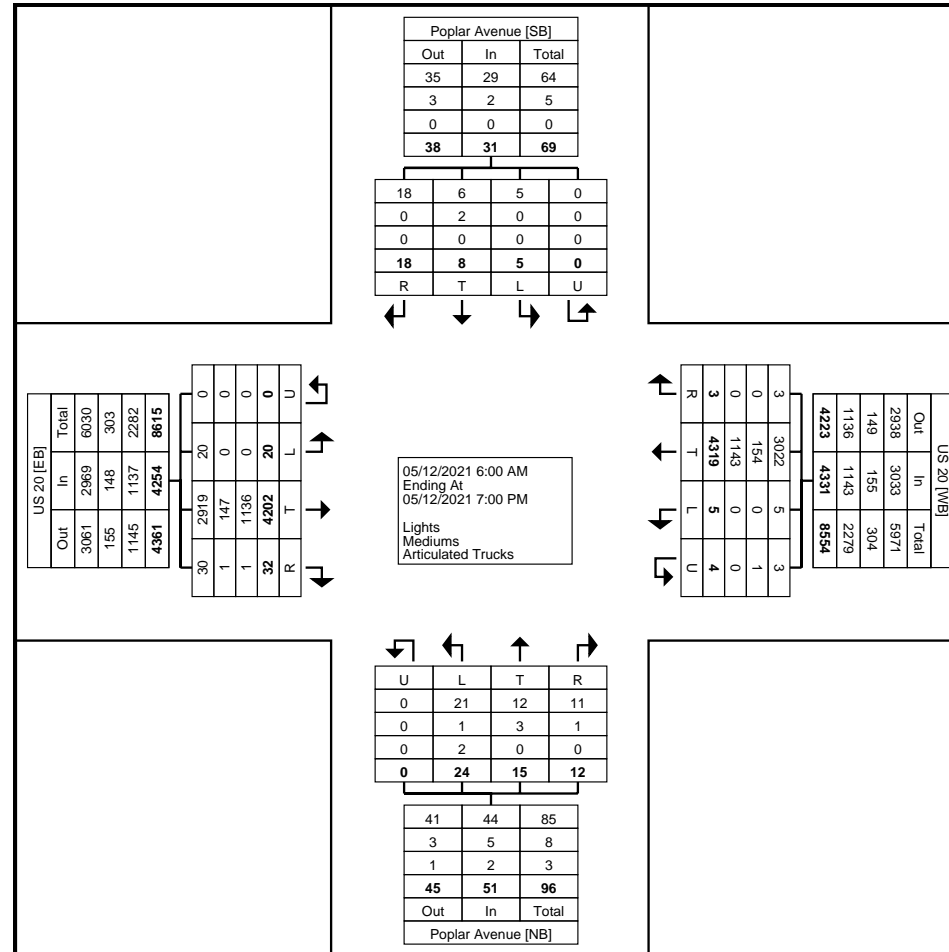 Poplar Avenue [SB]
Out In Total
35 29 64
3 2 5
0 0 0
38 31 69
18 6 5 0
0 2 0 0
0 0 0 0
18 8 5 0
R T L U
US 20 [EB]
Total In Out
6030 2969 3061
303 148 155
2282 1137 1145
8615 4254 4361
0 20 2919 30
0 0 147 1
0 0 1136 1
0 20 4202 32
U L T R
05/12/2021 6:00 AM
Ending At
05/12/2021 7:00 PM
Lights
Mediums
Articulated Trucks
US 20 [WB]
Out In Total
2938 3033 5971
149 155 304
1136 1143 2279
4223 4331 8554
3 3022 5 3
0 154 0 1
0 1143 0 0
3 4319 5 4
R T L U
U L T R
0 21 12 11
0 1 3 1
0 2 0 0
0 24 15 12
41 44 85
3 5 8
1 2 3
45 51 96
Out In Total
Poplar Avenue [NB]